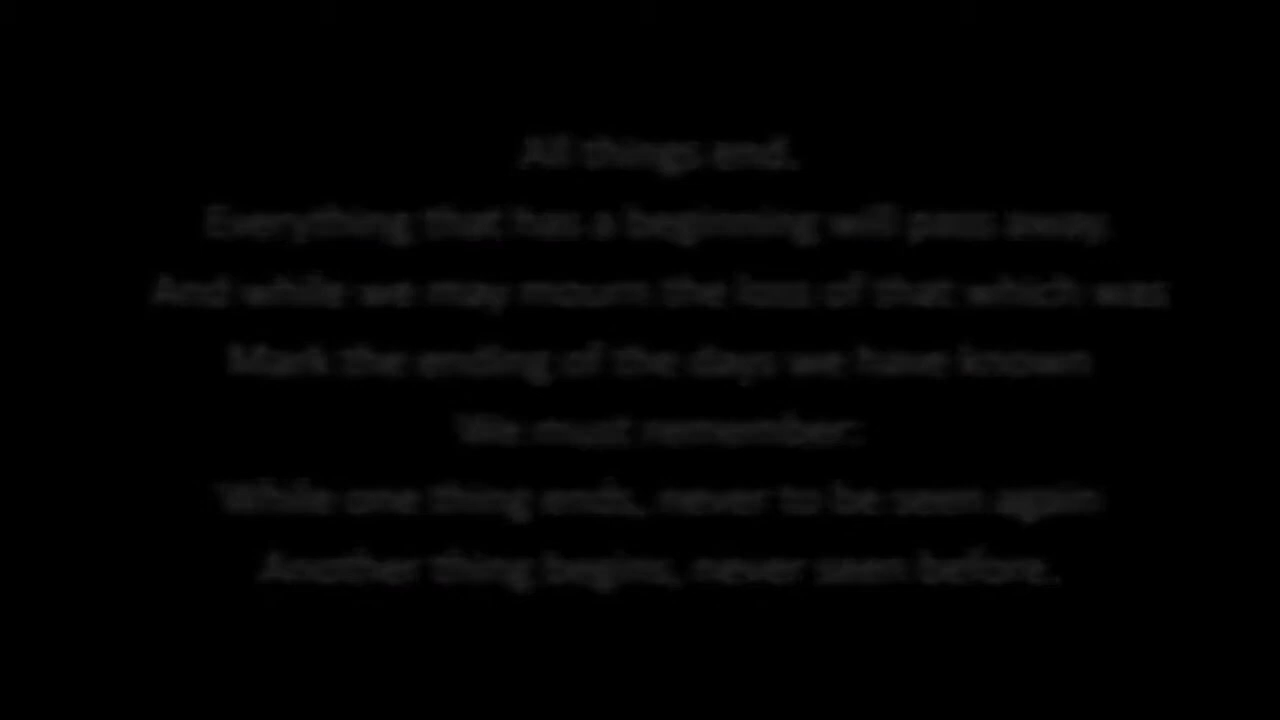 All things end.
Everything that has a beginning will pass away.
And while we may mourn the loss of that which was
Mark the ending of the days we have known
We must remember:
While one thing ends, never to be seen again
Another thing begins, never seen before.